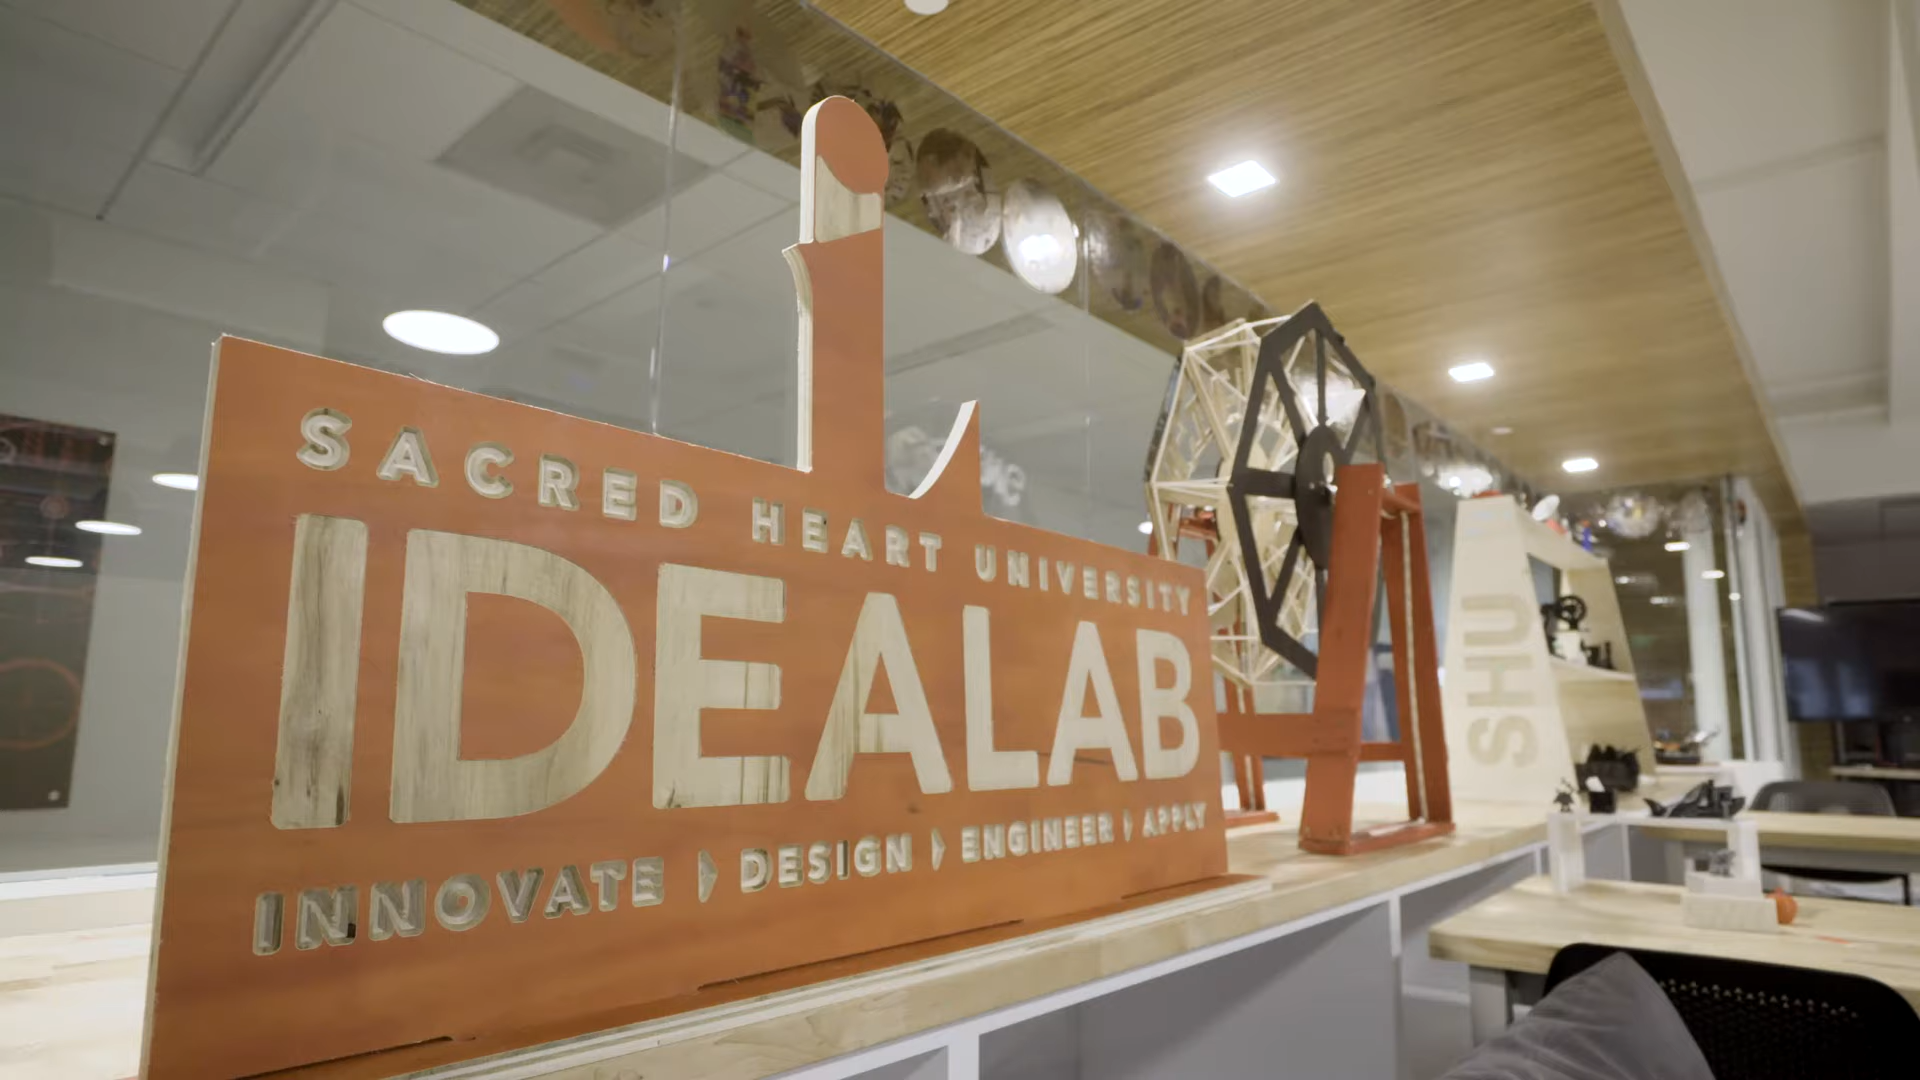 SACRED HEART UNIVERSITY
IDEALAB
INNOVATE DESIGN ENGINEER APPLY
SHU